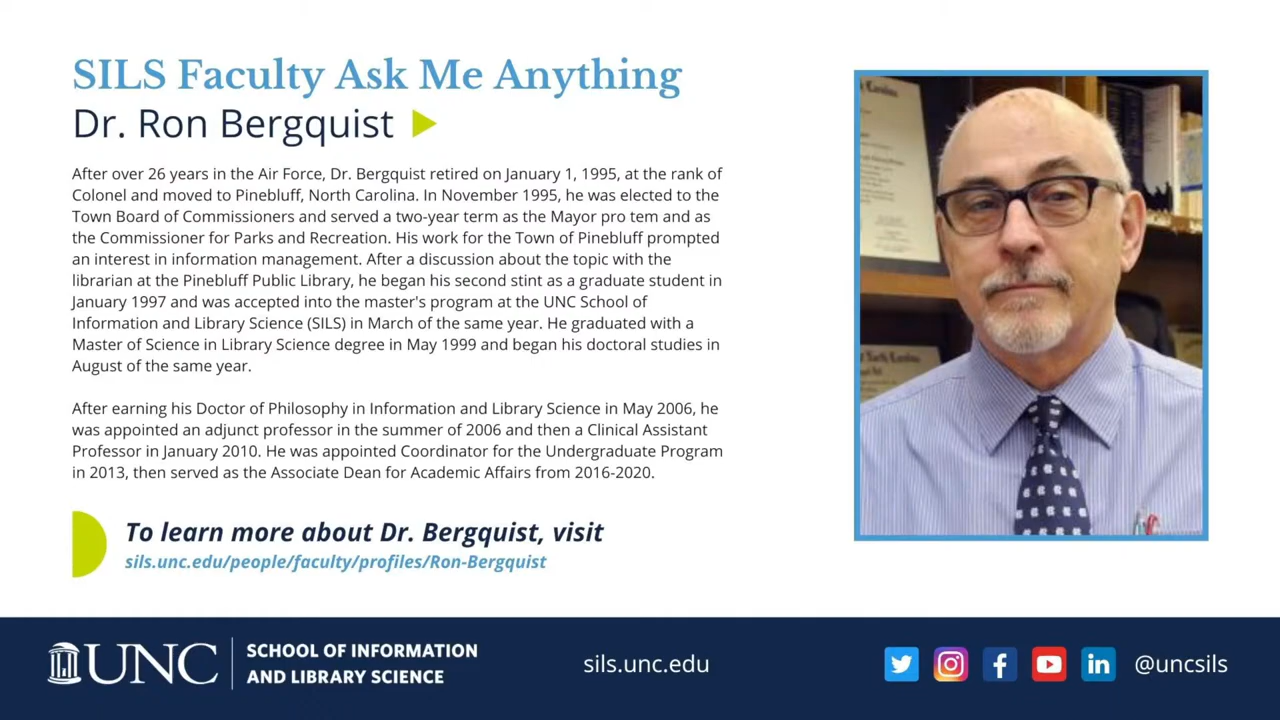 SILS Faculty Ask Me Anything
Dr. Ron Bergquist
After over 26 years in the Air Force, Dr. Bergquist retired on January 1, 1995, at the rank of
Colonel and moved to Pinebluff, North Carolina. In November 1995, he was elected to the
Town Board of Commissioners and served a two-year term as the Mayor pro tem and as
the Commissioner for Parks and Recreation. His work for the Town of Pinebluff prompted
an interest in information management. After a discussion about the topic with the
librarian at the Pinebluff Public Library, he began his second stint as a graduate student in
January 1997 and was accepted into the master's program at the UNC School of
Information and Library Science (SILS) in March of the same year. He graduated with a
Master of Science in Library Science degree in May 1999 and began his doctoral studies in
August of the same year.
After earning his Doctor of Philosophy in Information and Library Science in May 2006, he
was appointed an adjunct professor in the summer of 2006 and then a Clinical Assistant
Professor in January 2010. He was appointed Coordinator for the Undergraduate Program
in 2013, then served as the Associate Dean for Academic Affairs from 2016-2020.
To learn more about Dr. Bergquist, visit
sils.unc.edu/people/faculty/profiles/Ron-Bergquist
UNC
SCHOOL OF INFORMATION
AND LIBRARY SCIENCE
sils.unc.edu
@uncsils